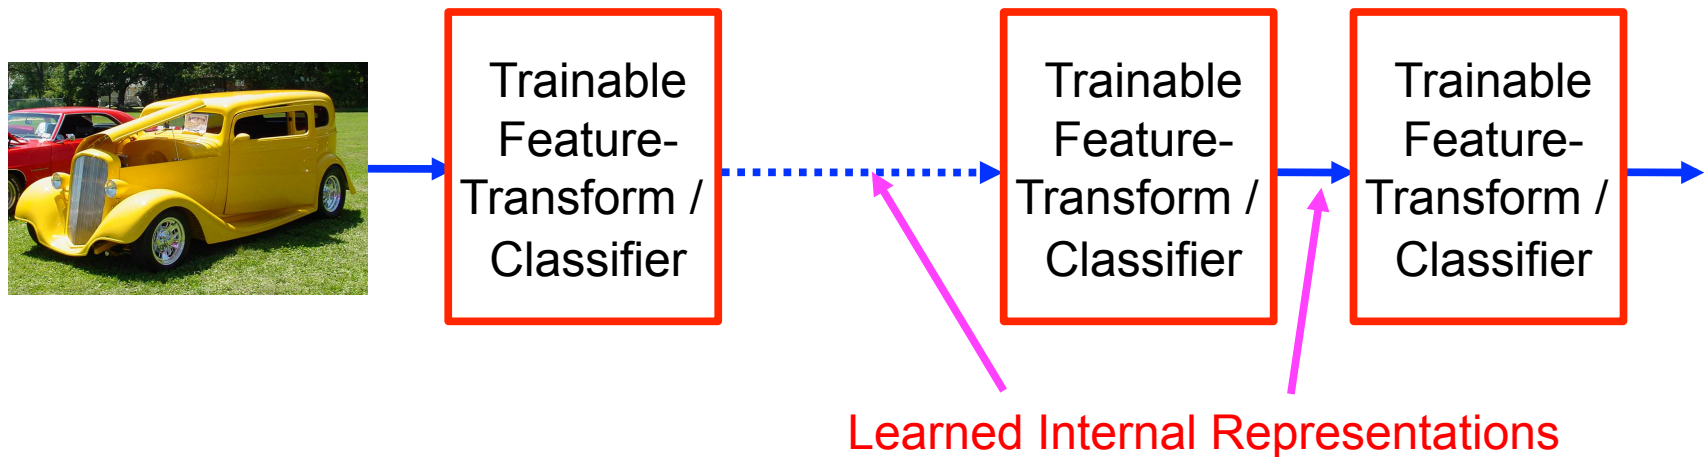 Trainable
Feature-
Transform /
Classifier
Trainable
Feature-
Transform /
Classifier
Trainable
Feature-
Transform /
Classifier
Learned Internal Representations